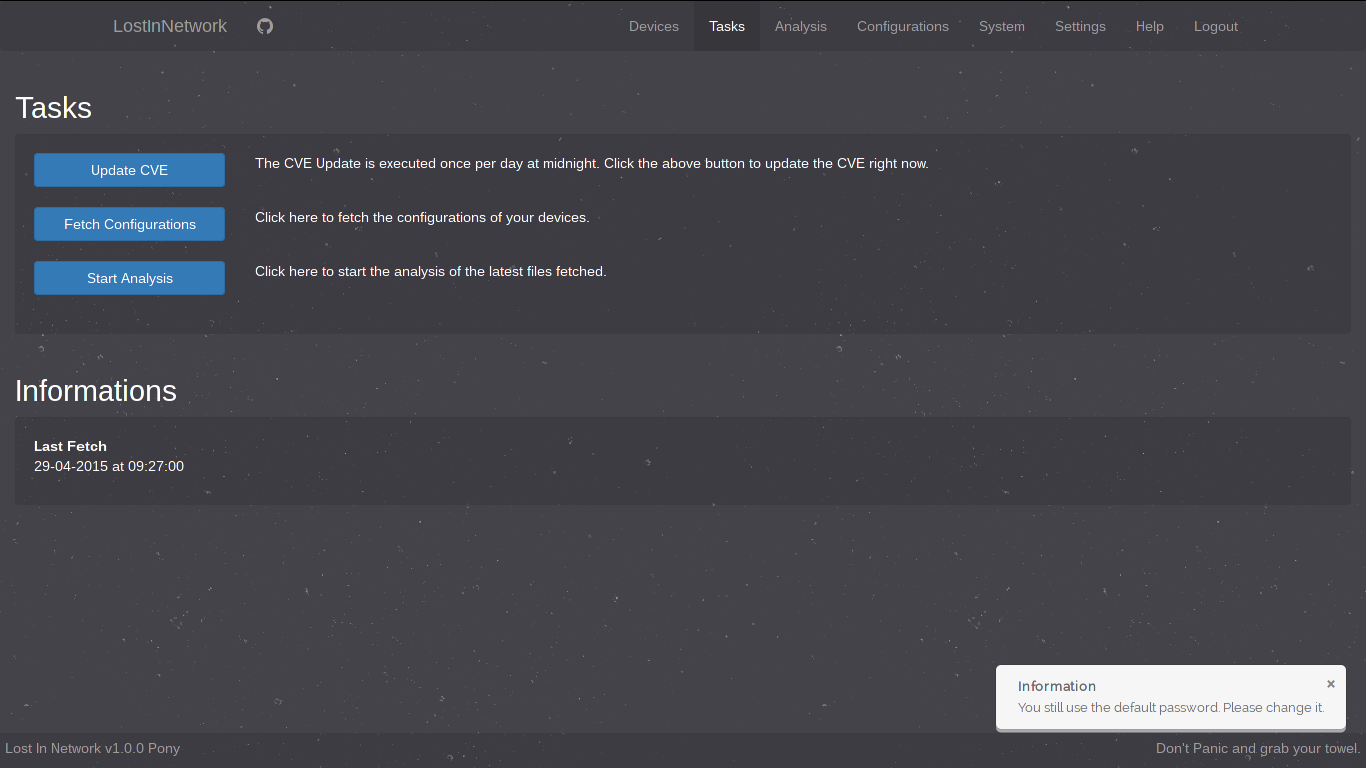 LostInNetwork
Devices Tasks Analysis Configurations System Settings Help Logout
Tasks
Update CVE The CVE Update is executed once per day at midnight. Click the above button to update the CVE right now.
Fetch Configurations Click here to fetch the configurations of your devices.
Start Analysis Click here to start the analysis of the latest files fetched.
Informations
Last Fetch
29-04-2015 at 09:27:00
Information ×
You still use the default password. Please change it.
Lost In Network v1.0.0 Pony Don't Panic and grab your towel.